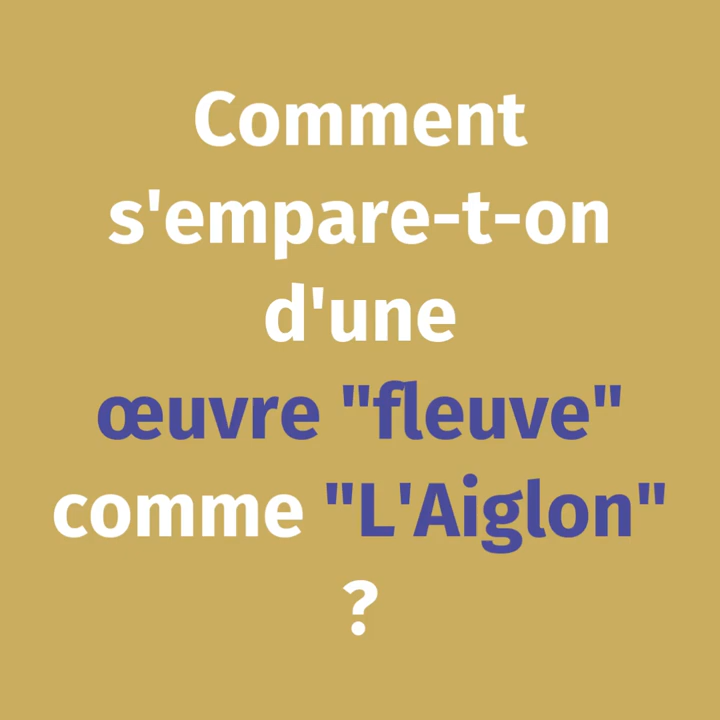 Comment
s'empare-t-on
d'une
œuvre "fleuve"
comme "L'Aiglon"
?